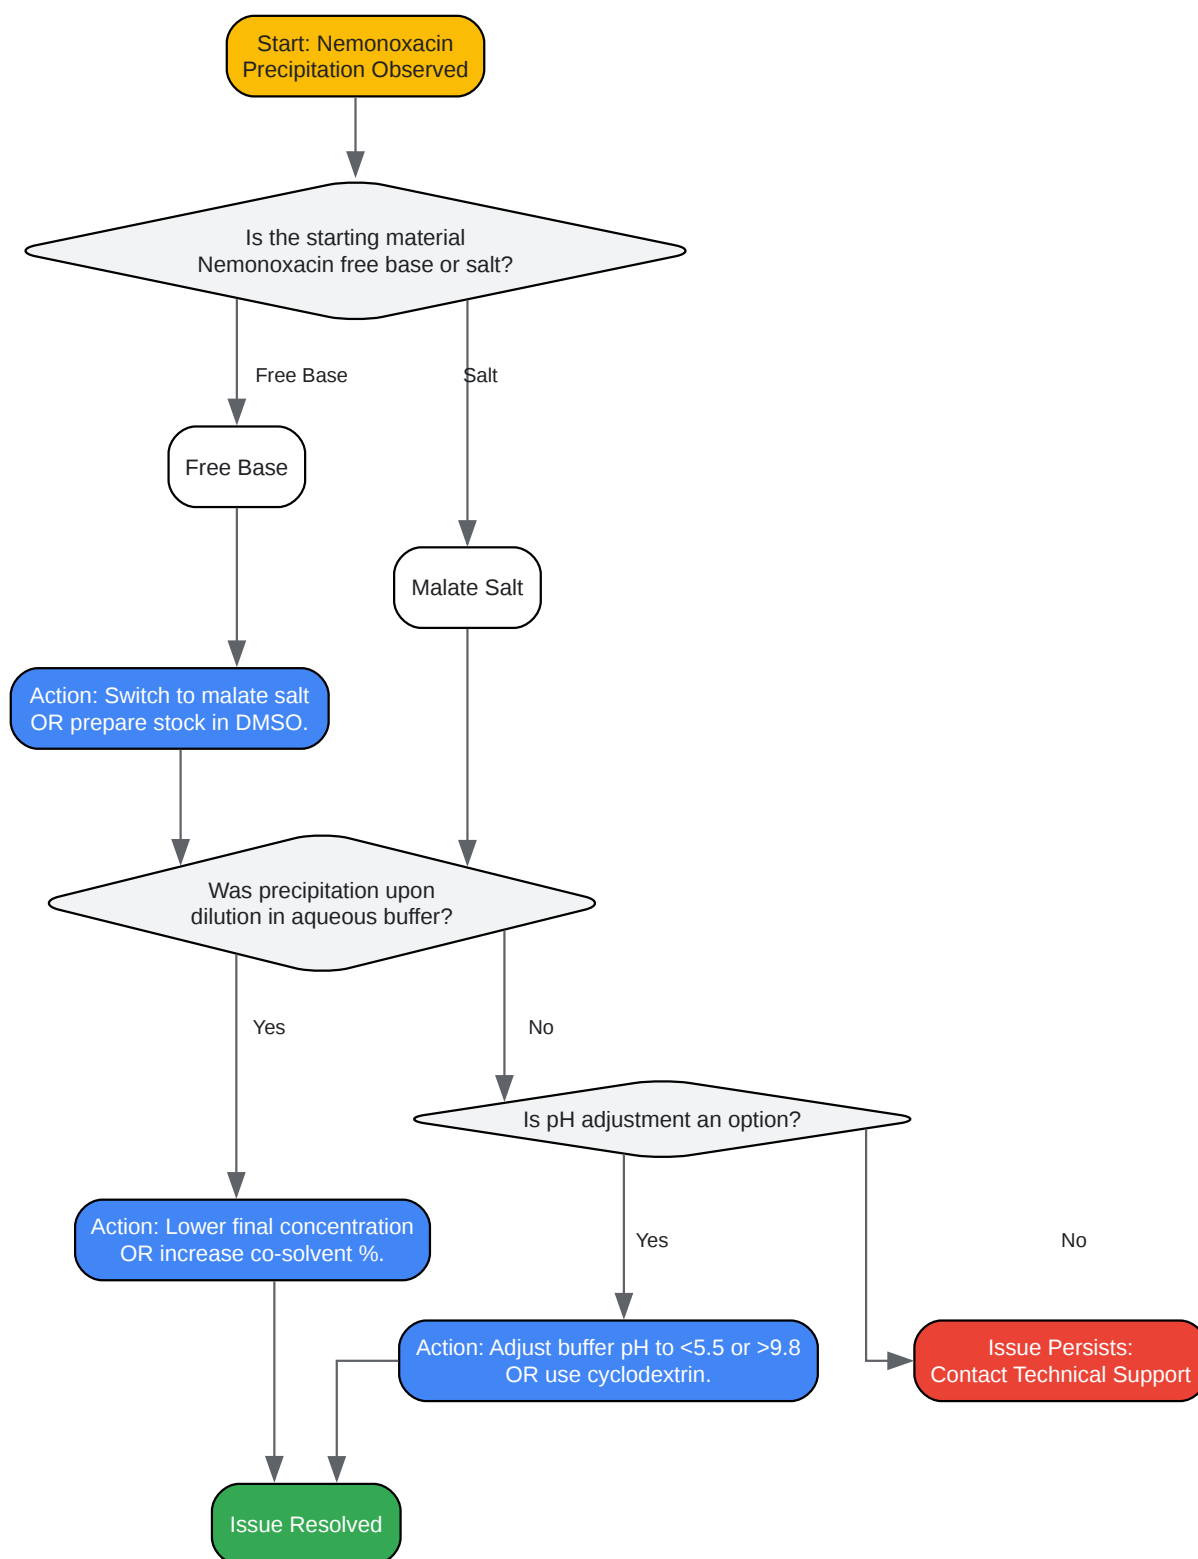 Start: Nemonoxacin
Precipitation Observed
Is the starting material
Nemonoxacin free base or salt?
Free Base
Salt
Free Base
Malate Salt
Action: Switch to malate salt
OR prepare stock in DMSO.
Was precipitation upon
dilution in aqueous buffer?
Yes
No
Is pH adjustment an option?
Action: Lower final concentration
OR increase co-solvent %.
Yes
No
Action: Adjust buffer pH to <5.5 or >9.8
OR use cyclodextrin.
Issue Persists:
Contact Technical Support
Issue Resolved